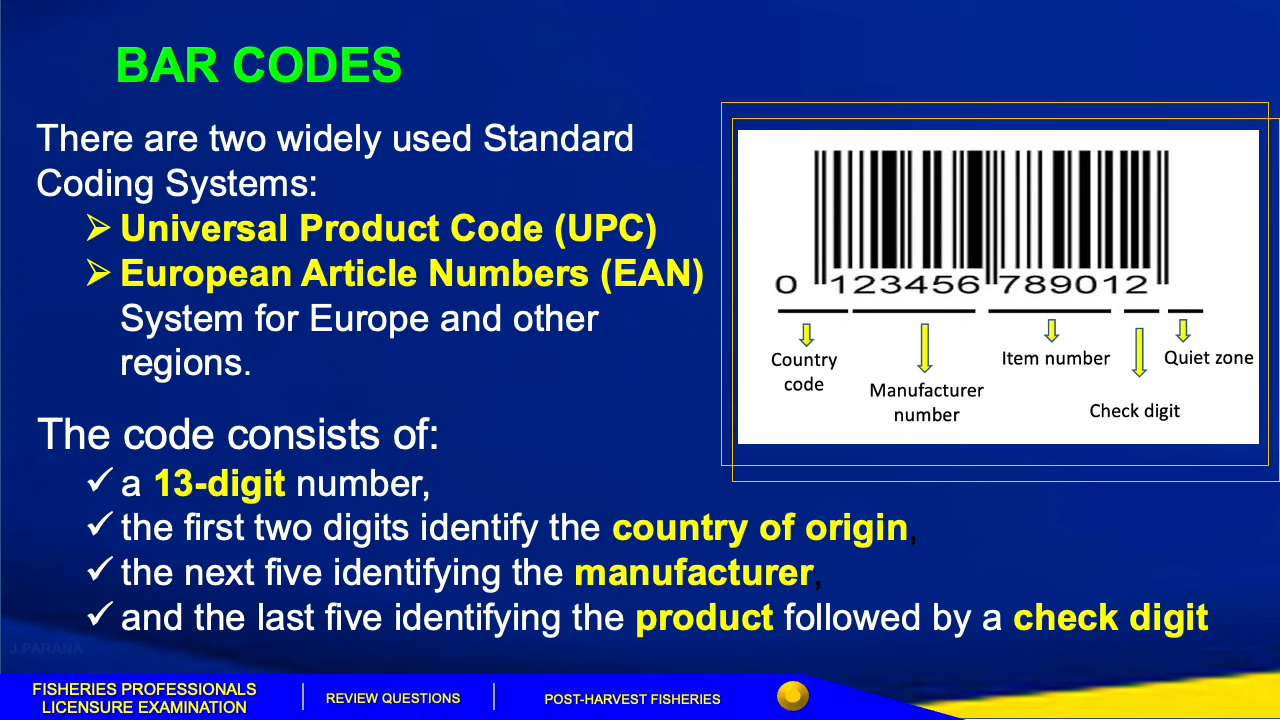 BAR CODES
There are two widely used Standard
Coding Systems:
➢ Universal Product Code (UPC)
➢ European Article Numbers (EAN)
System for Europe and other
regions.
0 123456 789012
Country
code
Manufacturer
number
Item number
Check digit
Quiet zone
The code consists of:
✓ a 13-digit number,
✓ the first two digits identify the country of origin,
✓ the next five identifying the manufacturer,
✓ and the last five identifying the product followed by a check digit
J.PARANA
FISHERIES PROFESSIONALS
LICENSURE EXAMINATION
REVIEW QUESTIONS
POST-HARVEST FISHERIES